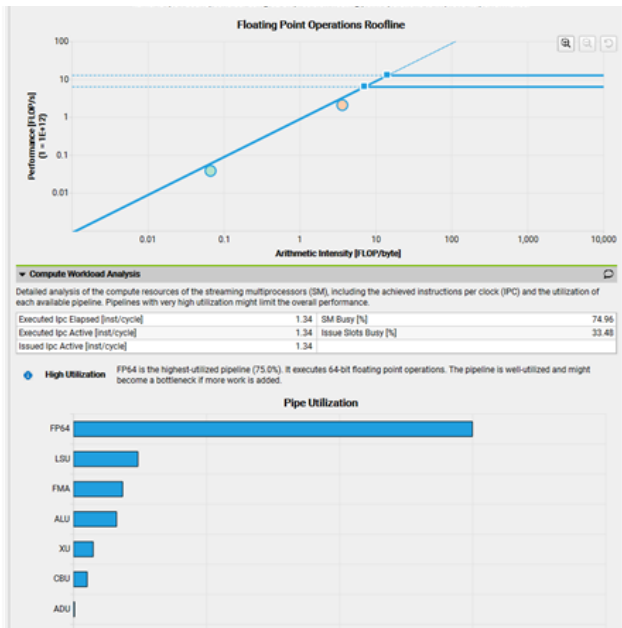 Floating Point Operations Roofline
100
10
1
0.1
0.01
Performance [FLOP/s]
(1 = 1E+12)
0.01 0.1 1 10 100 1,000 10,000
Arithmetic Intensity [FLOP/byte]
Compute Workload Analysis
Detailed analysis of the compute resources of the streaming multiprocessors (SM), including the achieved instructions per clock (IPC) and the utilization of
each available pipeline. Pipelines with very high utilization might limit the overall performance.
Executed Ipc Elapsed [inst/cycle] 1.34 SM Busy [%] 74.96
Executed Ipc Active [inst/cycle] 1.34 Issue Slots Busy [%] 33.48
Issued Ipc Active [inst/cycle] 1.34
High Utilization FP64 is the highest-utilized pipeline (75.0%). It executes 64-bit floating point operations. The pipeline is well-utilized and might
become a bottleneck if more work is added.
Pipe Utilization
FP64
LSU
FMA
ALU
XU
CBU
ADU